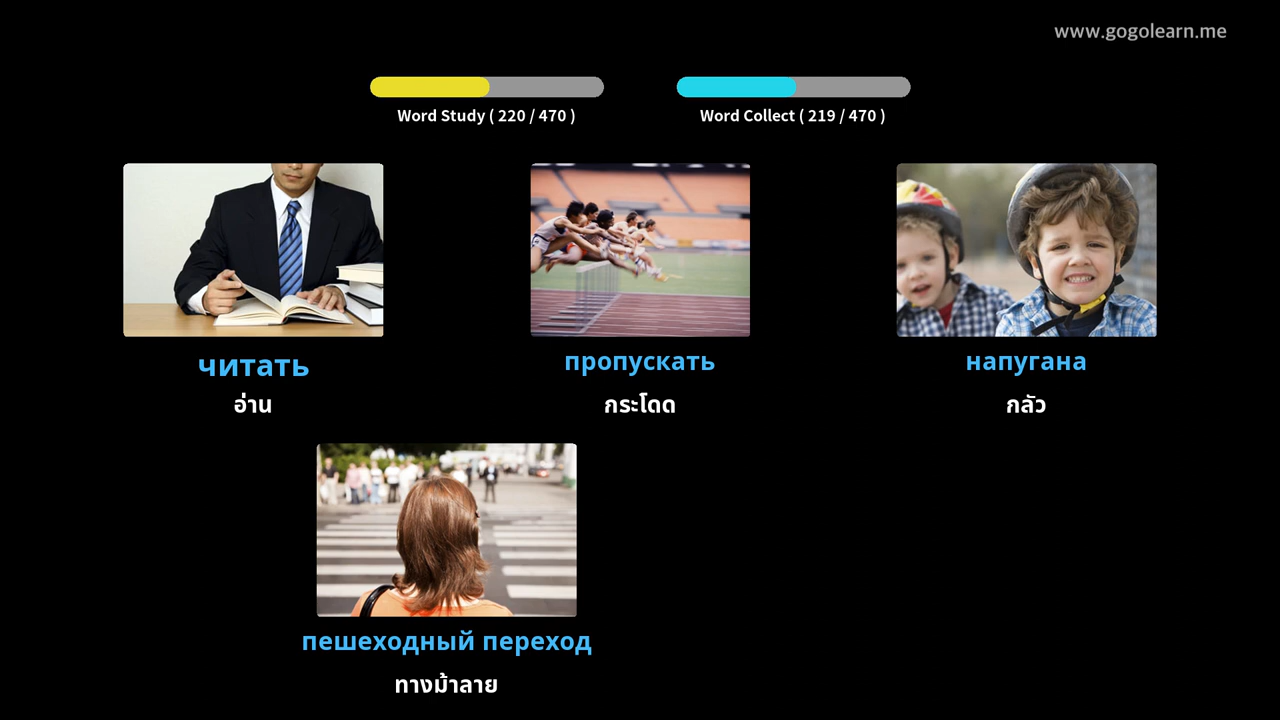 www.gogolearn.me
Word Study ( 220 / 470 )
Word Collect ( 219 / 470 )
читать
อ่าน
пропускать
กระโดด
напугана
กลัว
пешеходный переход
ทางม้าลาย